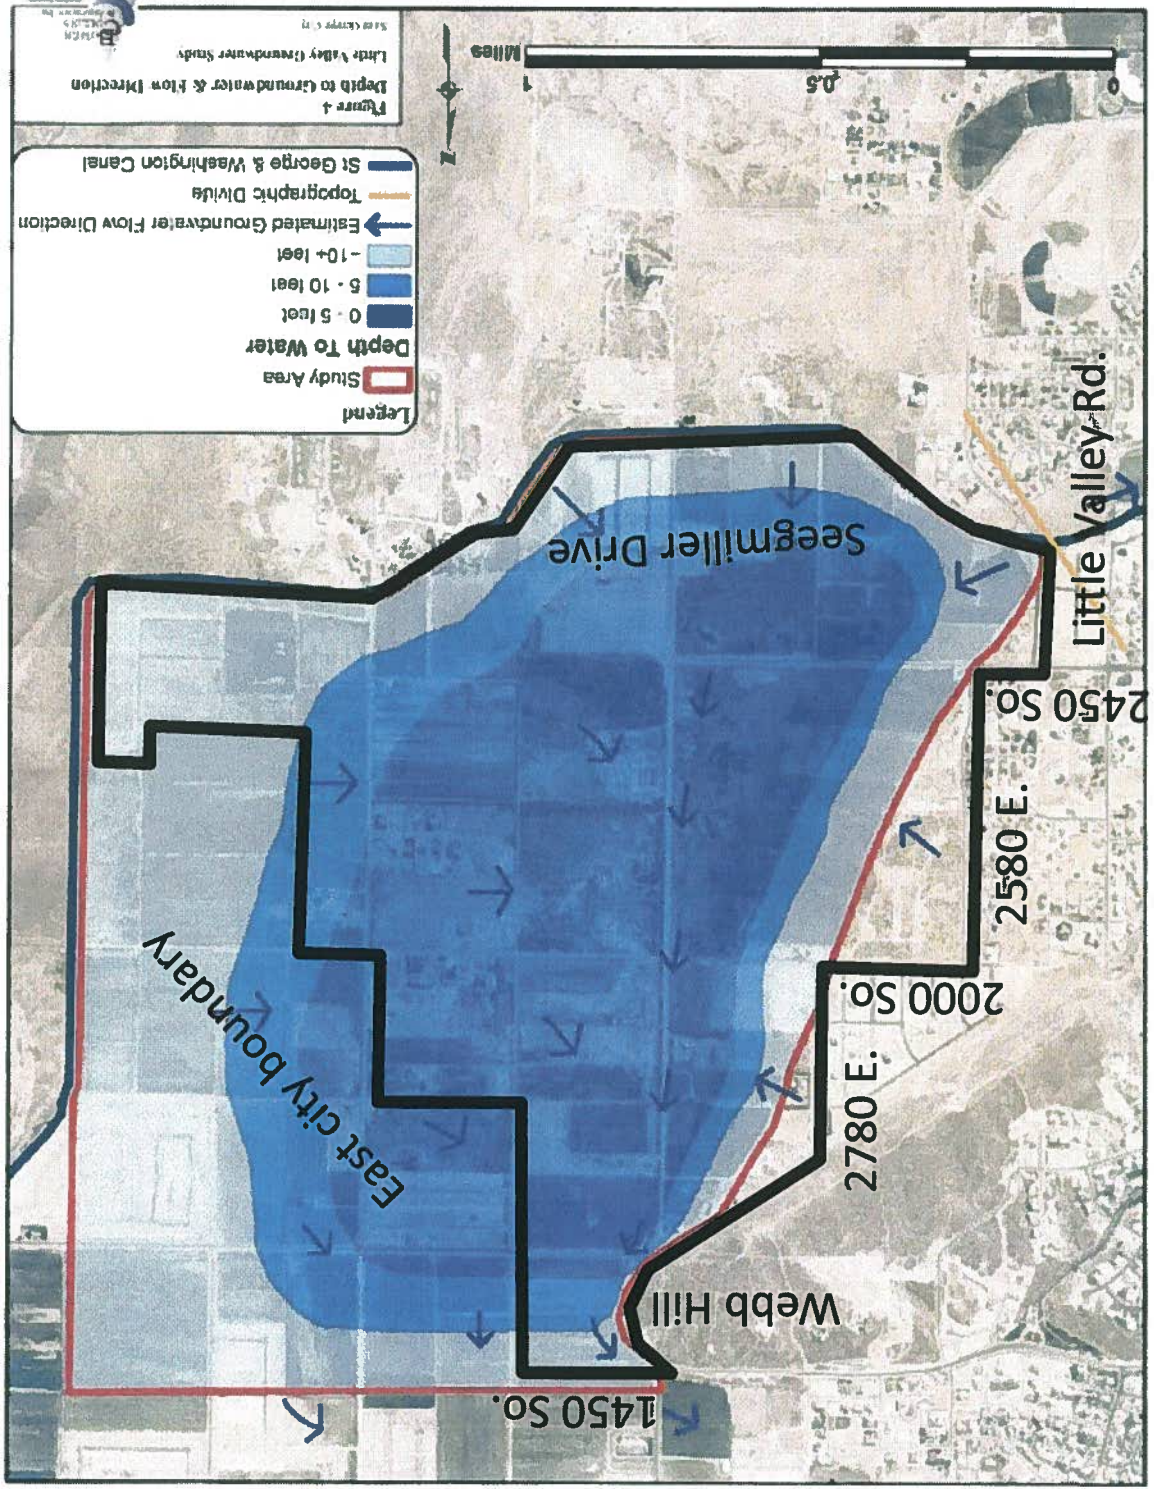 1450 So.
Webb Hill
East city boundary
2780 E.
2000 So.
2580 E.
2450 So.
Little Valley Rd.
Seegmiller Drive
Legend
Study Area
Depth To Water
0 - 5 feet
5 - 10 feet
~10+ feet
Estimated Groundwater Flow Direction
Topographic Divide
St George & Washington Canal
0
0.5
1
Miles
Figure 4
Depth to Groundwater & Flow Direction
Little Valley Groundwater Study
Saint George City